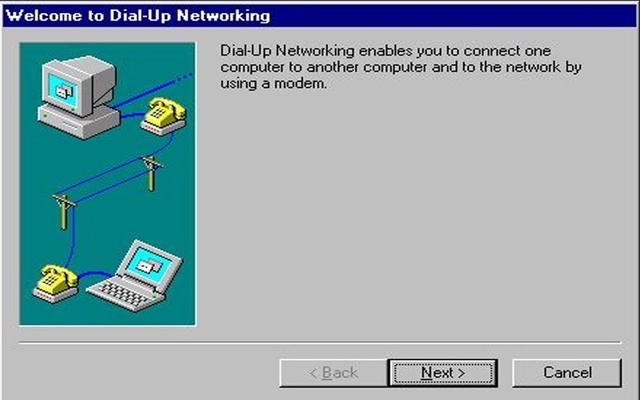 Welcome to Dial-Up Networking
Dial-Up Networking enables you to connect one
computer to another computer and to the network by
using a modem.
< Back
Next >
Cancel